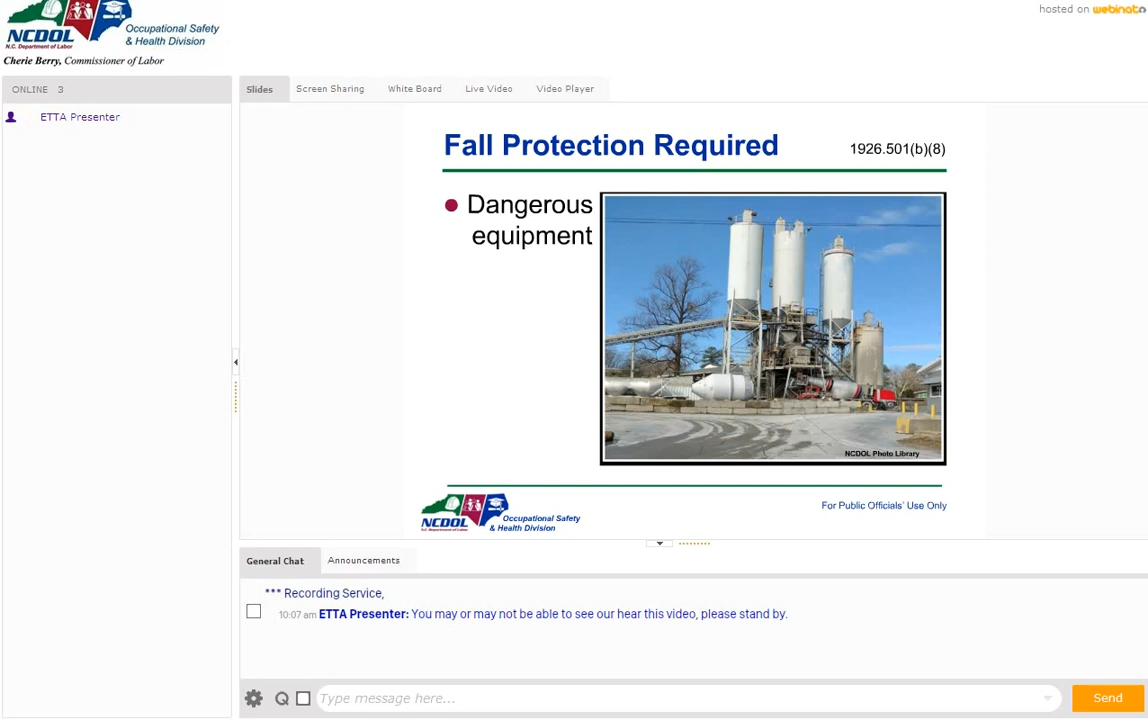 hosted on webinato
NCDOL
N.C. Department of Labor
Occupational Safety
& Health Division
Cherie Berry, Commissioner of Labor
ONLINE 3
ETTA Presenter
Slides Screen Sharing White Board Live Video Video Player
Fall Protection Required
1926.501(b)(8)
Dangerous
equipment
NCDOL Photo Library
NCDOL
N.C. Department of Labor
Occupational Safety
& Health Division
For Public Officials' Use Only
General Chat Announcements
*** Recording Service,
10:07 am ETTA Presenter: You may or may not be able to see our hear this video, please stand by.
Q
Type message here...
Send